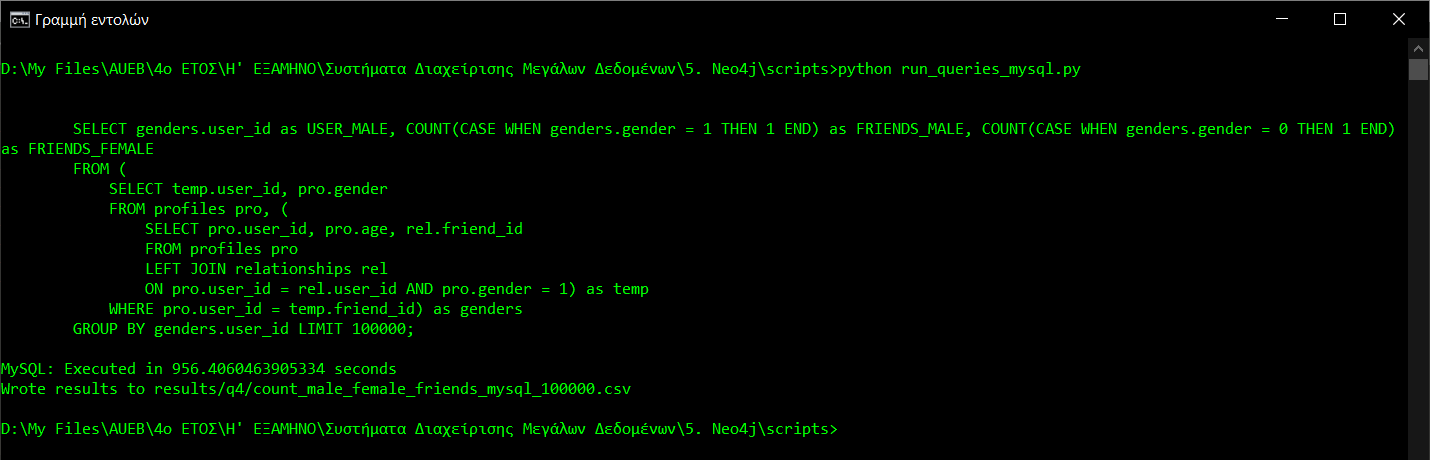 Γραμμή εντολών
D:\My Files\AUEB\4ο ΕΤΟΣ\Η' ΕΞΑΜΗΝΟ\Συστήματα Διαχείρισης Μεγάλων Δεδομένων\5. Neo4j\scripts>python run_queries_mysql.py
SELECT genders.user_id as USER_MALE, COUNT(CASE WHEN genders.gender = 1 THEN 1 END) as FRIENDS_MALE, COUNT(CASE WHEN genders.gender = 0 THEN 1 END)
as FRIENDS_FEMALE
FROM (
SELECT temp.user_id, pro.gender
FROM profiles pro, (
SELECT pro.user_id, pro.age, rel.friend_id
FROM profiles pro
LEFT JOIN relationships rel
ON pro.user_id = rel.user_id AND pro.gender = 1) as temp
WHERE pro.user_id = temp.friend_id) as genders
GROUP BY genders.user_id LIMIT 100000;
MySQL: Executed in 956.4060463905334 seconds
Wrote results to results/q4/count_male_female_friends_mysql_100000.csv
D:\My Files\AUEB\4ο ΕΤΟΣ\Η' ΕΞΑΜΗΝΟ\Συστήματα Διαχείρισης Μεγάλων Δεδομένων\5. Neo4j\scripts>